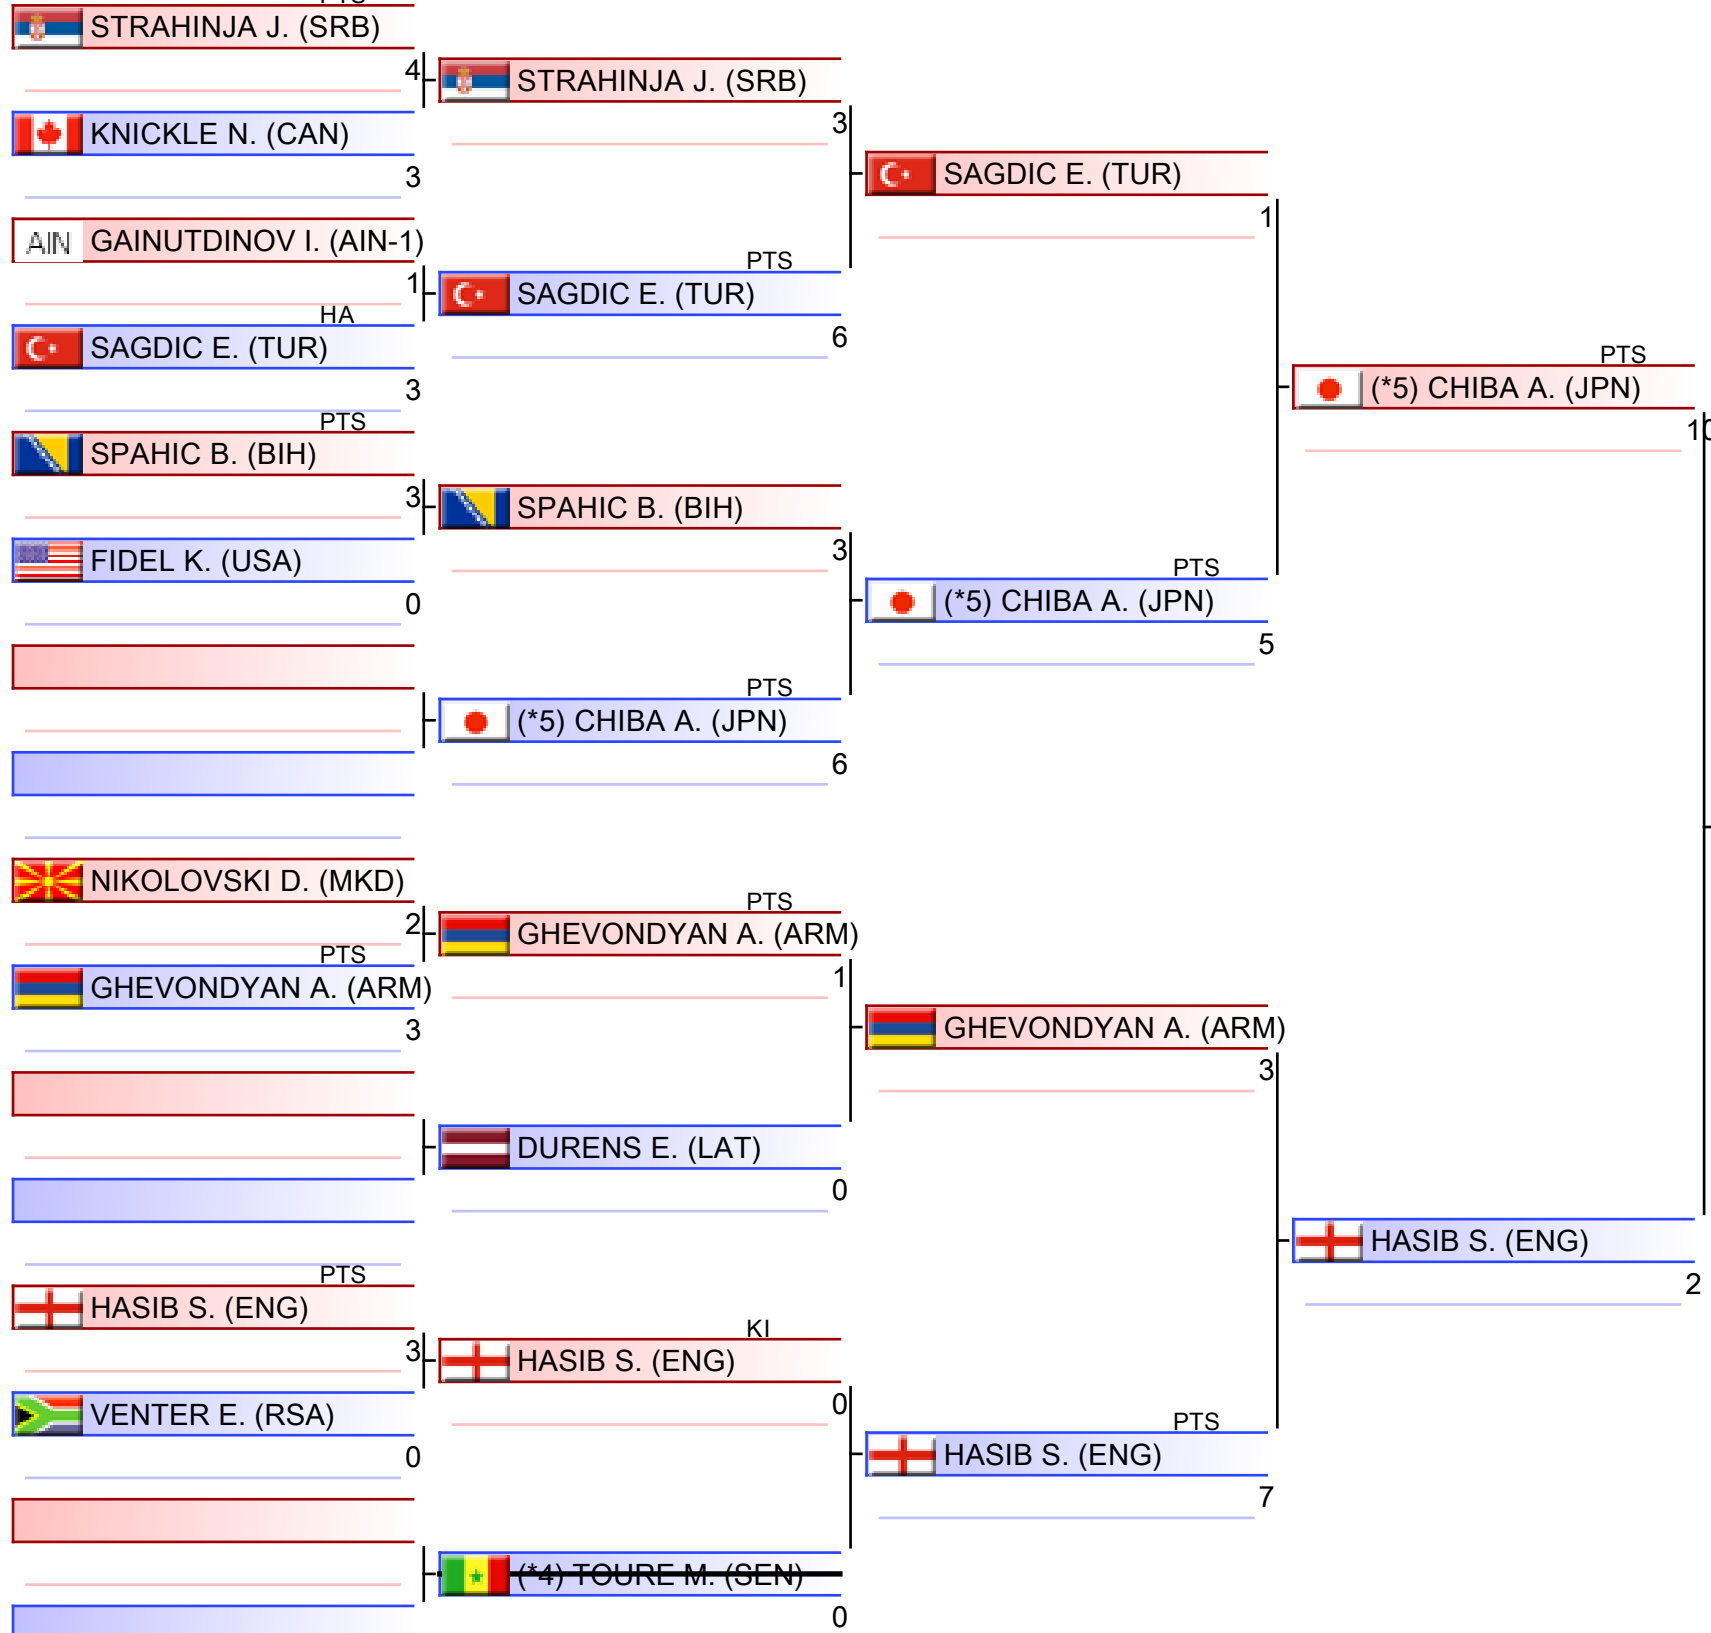 PTS
STRAHINJA J. (SRB)
4
KNICKLE N. (CAN)
3
AIN GAINUTDINOV I. (AIN-1)
1
HA
SAGDIC E. (TUR)
3
PTS
SPAHIC B. (BIH)
3
FIDEL K. (USA)
0
NIKOLOVSKI D. (MKD)
2
PTS
GHEVONDYAN A. (ARM)
3
PTS
HASIB S. (ENG)
3
VENTER E. (RSA)
0
STRAHINJA J. (SRB)
3
PTS
SAGDIC E. (TUR)
6
SPAHIC B. (BIH)
3
PTS
(*5) CHIBA A. (JPN)
6
PTS
GHEVONDYAN A. (ARM)
1
DURENS E. (LAT)
0
KI
HASIB S. (ENG)
0
(*4) TOURE M. (SEN)
0
SAGDIC E. (TUR)
1
PTS
(*5) CHIBA A. (JPN)
5
GHEVONDYAN A. (ARM)
3
PTS
HASIB S. (ENG)
7
PTS
(*5) CHIBA A. (JPN)
10
HASIB S. (ENG)
2